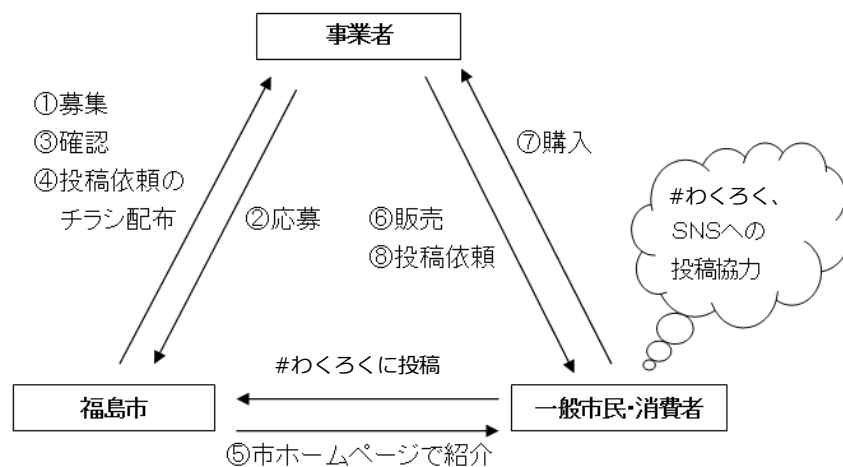 事業者
①募集
③確認
④投稿依頼の
チラシ配布
②応募
⑥販売
⑧投稿依頼
⑦購入
#わくろく、
SNSへの
投稿協力
#わくろくに投稿
福島市
一般市民・消費者
⑤市ホームページで紹介